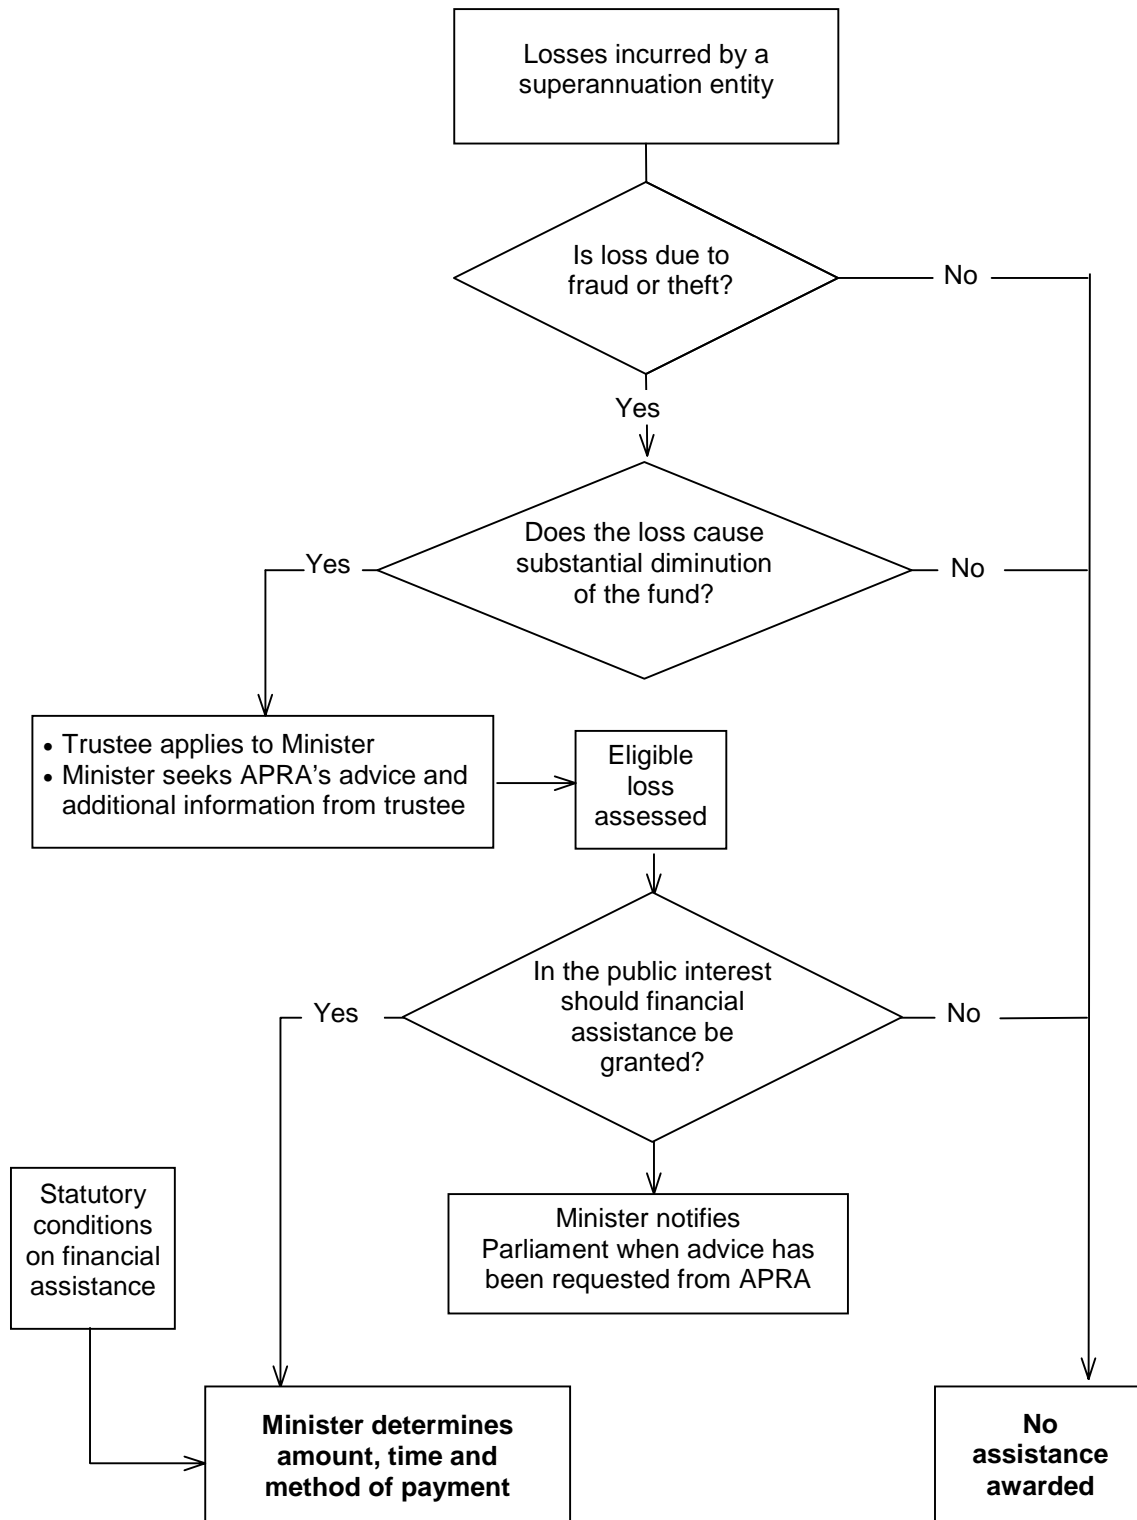 Losses incurred by a
superannuation entity
Is loss due to
fraud or theft?
No
Yes
Does the loss cause
substantial diminution
of the fund?
Yes
No
• Trustee applies to Minister
• Minister seeks APRA’s advice and
additional information from trustee
Eligible
loss
assessed
In the public interest
should financial
assistance be
granted?
Yes
No
Statutory
conditions
on financial
assistance
Minister notifies
Parliament when advice has
been requested from APRA
Minister determines
amount, time and
method of payment
No
assistance
awarded